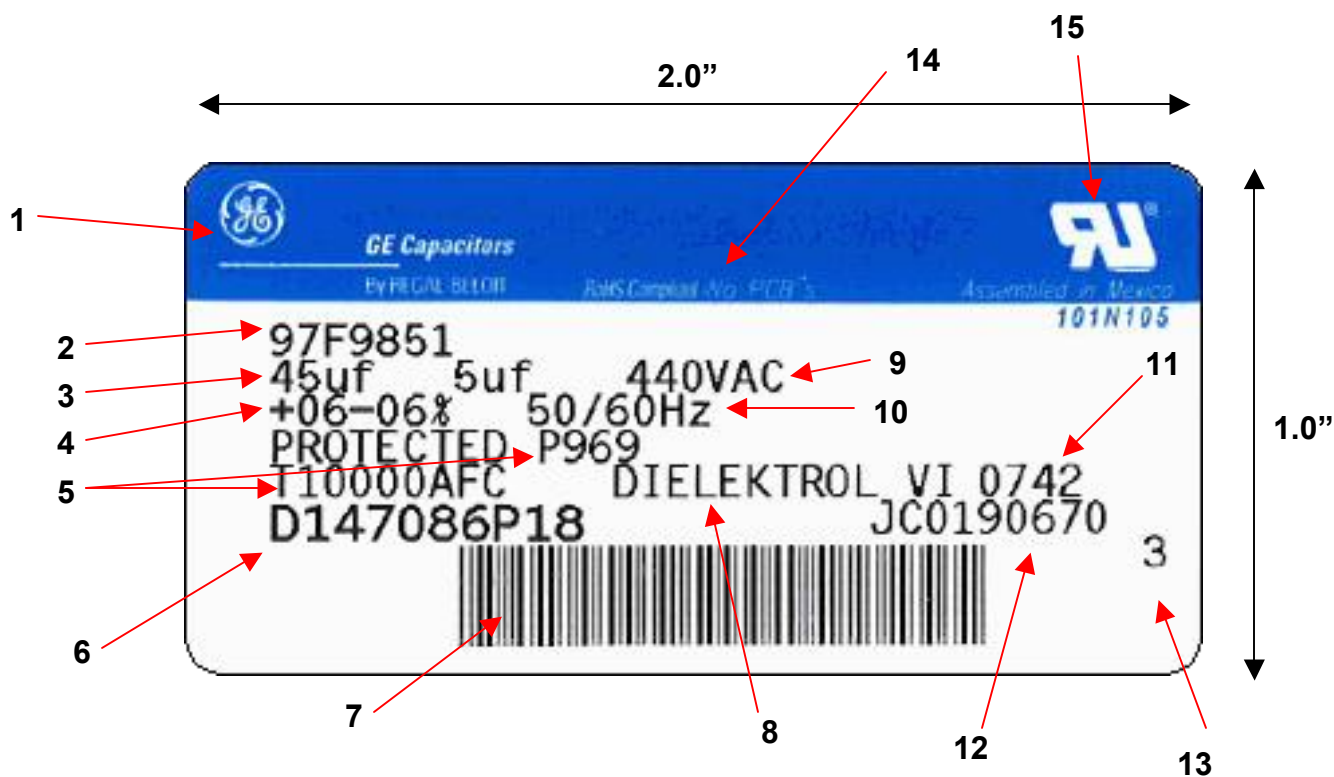 15
14
2.0”
1
GE
GE Capacitors
By REGAL-BELOIT
RoHS Compliant No PCB's
Assembled in Mexico
101N105
2
97F9851
3
45uf 5uf 440VAC
9
11
4
+06-06% 50/60Hz
10
1.0”
PROTECTED P969
5
T10000AFC DIELEKTROL VI 0742
D147086P18 JC0190670
3
6
7
8
12
13